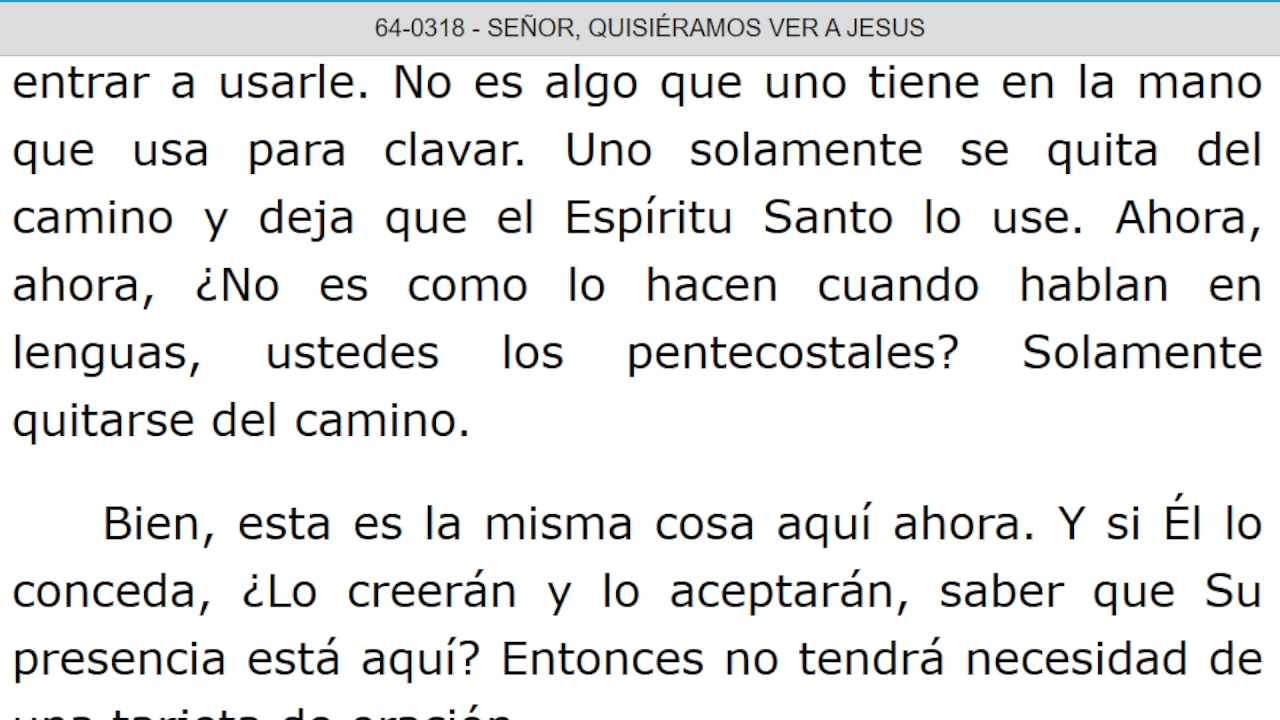 64-0318 - SEÑOR, QUISIÉRAMOS VER A JESUS
entrar a usarle. No es algo que uno tiene en la mano
que usa para clavar. Uno solamente se quita del
camino y deja que el Espíritu Santo lo use. Ahora,
ahora, ¿No es como lo hacen cuando hablan en
lenguas, ustedes los pentecostales? Solamente
quitarse del camino.
Bien, esta es la misma cosa aquí ahora. Y si Él lo
conceda, ¿Lo creerán y lo aceptarán, saber que Su
presencia está aquí? Entonces no tendrá necesidad de
una tarjeta de oración